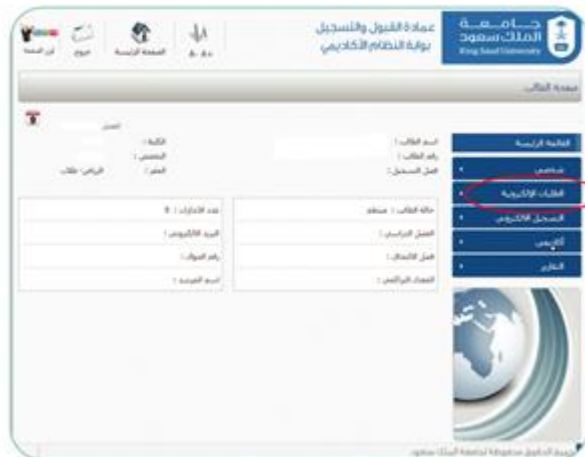 جامعة
الملك سعود
King Saud University
عمادة القبول والتسجيل
بوابة النظام الأكاديمي
A- A+
الصفحة الرئيسية
خروج
صفحة الطالب
القائمة الرئيسية
شخصي
الطلبات الإلكترونية
التسجيل الإلكتروني
أكاديمي
التقارير
اسم الطالب :
رقم الطالب :
فصل التسجيل :
الكلية :
التخصص :
المقر :
الرياض- طلاب
حالة الطالب : منتظم
الفصل الدراسي :
المعدل التراكمي :
عدد الانذارات : 0
البريد الالكتروني :
رقم الجوال :
اسم المرشد :
جميع الحقوق محفوظة لجامعة الملك سعود